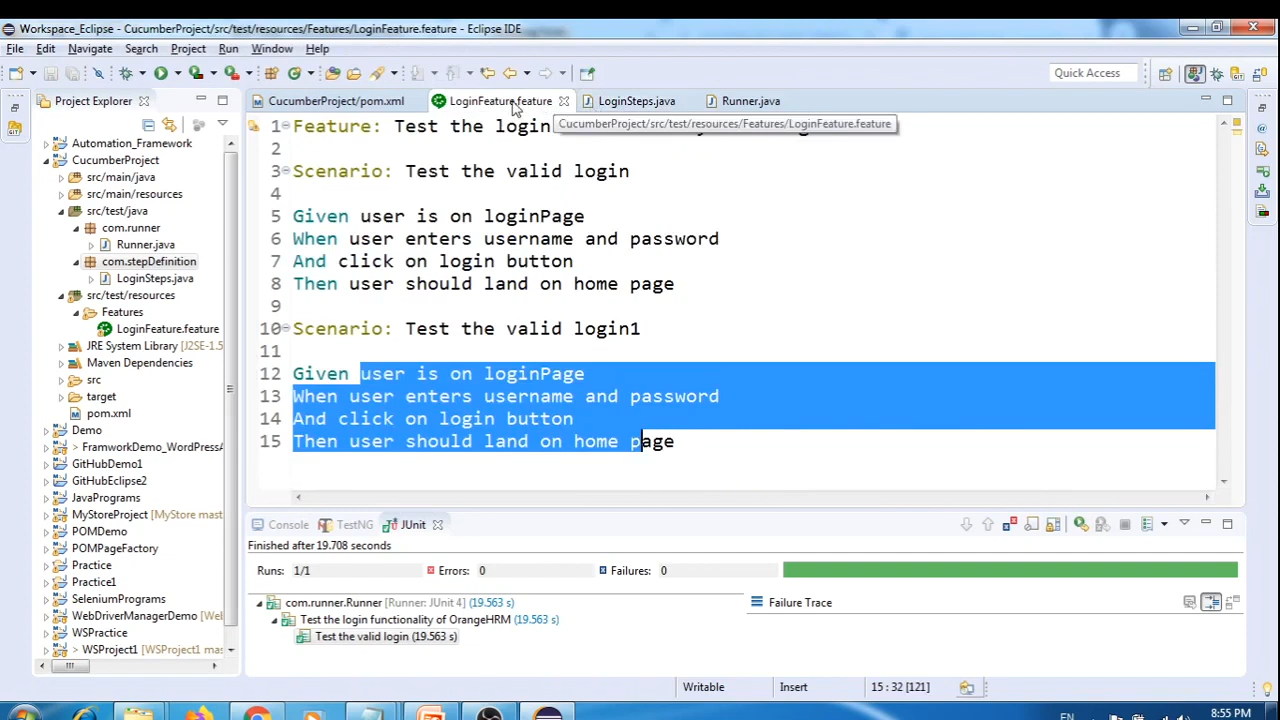 Workspace_Eclipse - CucumberProject/src/test/resources/Features/LoginFeature.feature - Eclipse IDE
File Edit Navigate Search Project Run Window Help
Quick Access
Project Explorer
CucumberProject/pom.xml LoginFeature.feature LoginSteps.java Runner.java
CucumberProject/src/test/resources/Features/LoginFeature.feature
Automation_Framework
CucumberProject
src/main/java
src/main/resources
src/test/java
com.runner
Runner.java
com.stepDefinition
LoginSteps.java
src/test/resources
Features
LoginFeature.feature
JRE System Library [J2SE-1.5
Maven Dependencies
src
target
pom.xml
Demo
> FramworkDemo_WordPressA
GitHubDemo1
GitHubEclipse2
JavaPrograms
MyStoreProject [MyStore mast
POMDemo
POMPageFactory
Practice
Practice1
SeleniumPrograms
WebDriverManagerDemo [Web
WSPractice
> WSProject1 [WSProject1 mas
1 Feature: Test the login
2
3 Scenario: Test the valid login
4
5 Given user is on loginPage
6 When user enters username and password
7 And click on login button
8 Then user should land on home page
9
10 Scenario: Test the valid login1
11
12 Given user is on loginPage
13 When user enters username and password
14 And click on login button
15 Then user should land on home page
Console TestNG JUnit
Finished after 19.708 seconds
Runs: 1/1 Errors: 0 Failures: 0
com.runner.Runner [Runner: JUnit 4] (19.563 s)
Test the login functionality of OrangeHRM (19.563 s)
Test the valid login (19.563 s)
Failure Trace
Writable Insert 15 : 32 [121]
EN 8:55 PM